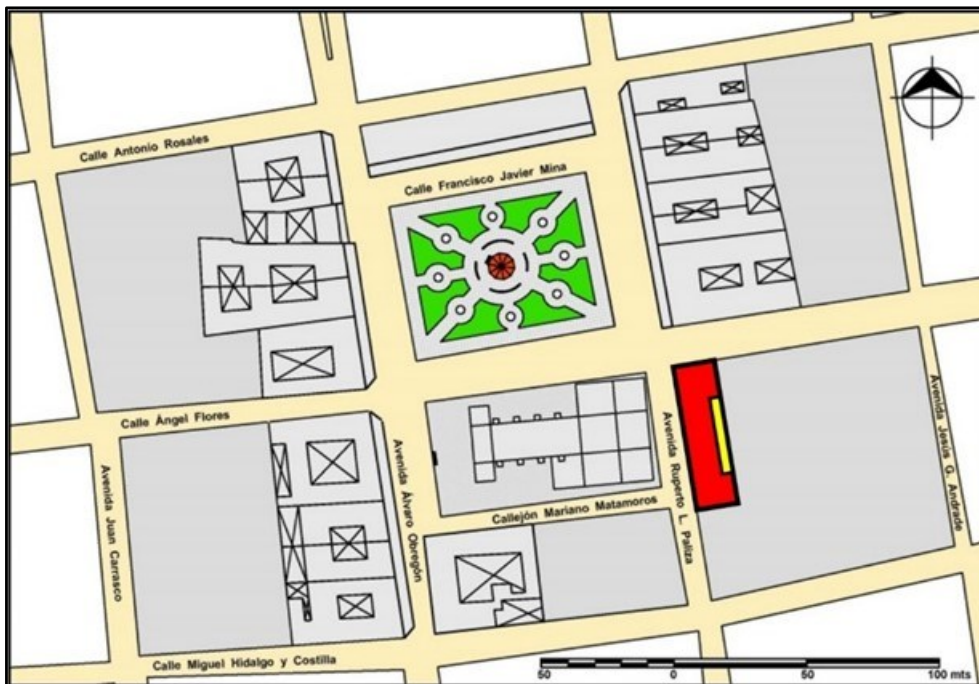 Calle Antonio Rosales
Calle Francisco Javier Mina
Calle Ángel Flores
Avenida Juan Carrasco
Avenida Álvaro Obregón
Avenida Ruperto L. Paliza
Avenida Jesús G. Andrade
Callejón Mariano Matamoros
Calle Miguel Hidalgo y Costilla
50 0 50 100 mts